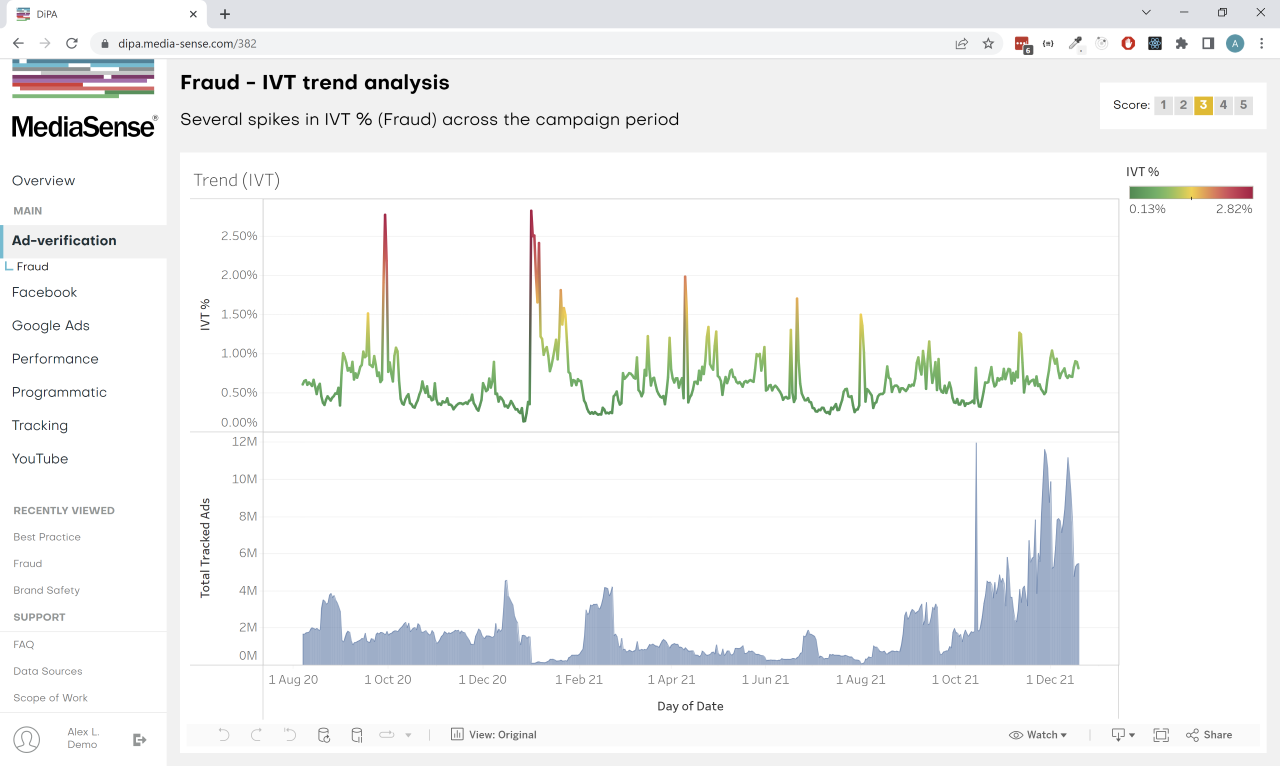 DiPA
dipa.media-sense.com/382
6
A
MediaSense®
Overview
MAIN
Ad-verification
Fraud
Facebook
Google Ads
Performance
Programmatic
Tracking
YouTube
RECENTLY VIEWED
Best Practice
Fraud
Brand Safety
SUPPORT
FAQ
Data Sources
Scope of Work
Alex L.
Demo
Fraud - IVT trend analysis
Several spikes in IVT % (Fraud) across the campaign period
Score: 1 2 3 4 5
Trend (IVT)
IVT %
0.13% 2.82%
IVT %
2.50%
2.00%
1.50%
1.00%
0.50%
0.00%
Total Tracked Ads
12M
10M
8M
6M
4M
2M
0M
1 Aug 20 1 Oct 20 1 Dec 20 1 Feb 21 1 Apr 21 1 Jun 21 1 Aug 21 1 Oct 21 1 Dec 21
Day of Date
View: Original
Watch
Share